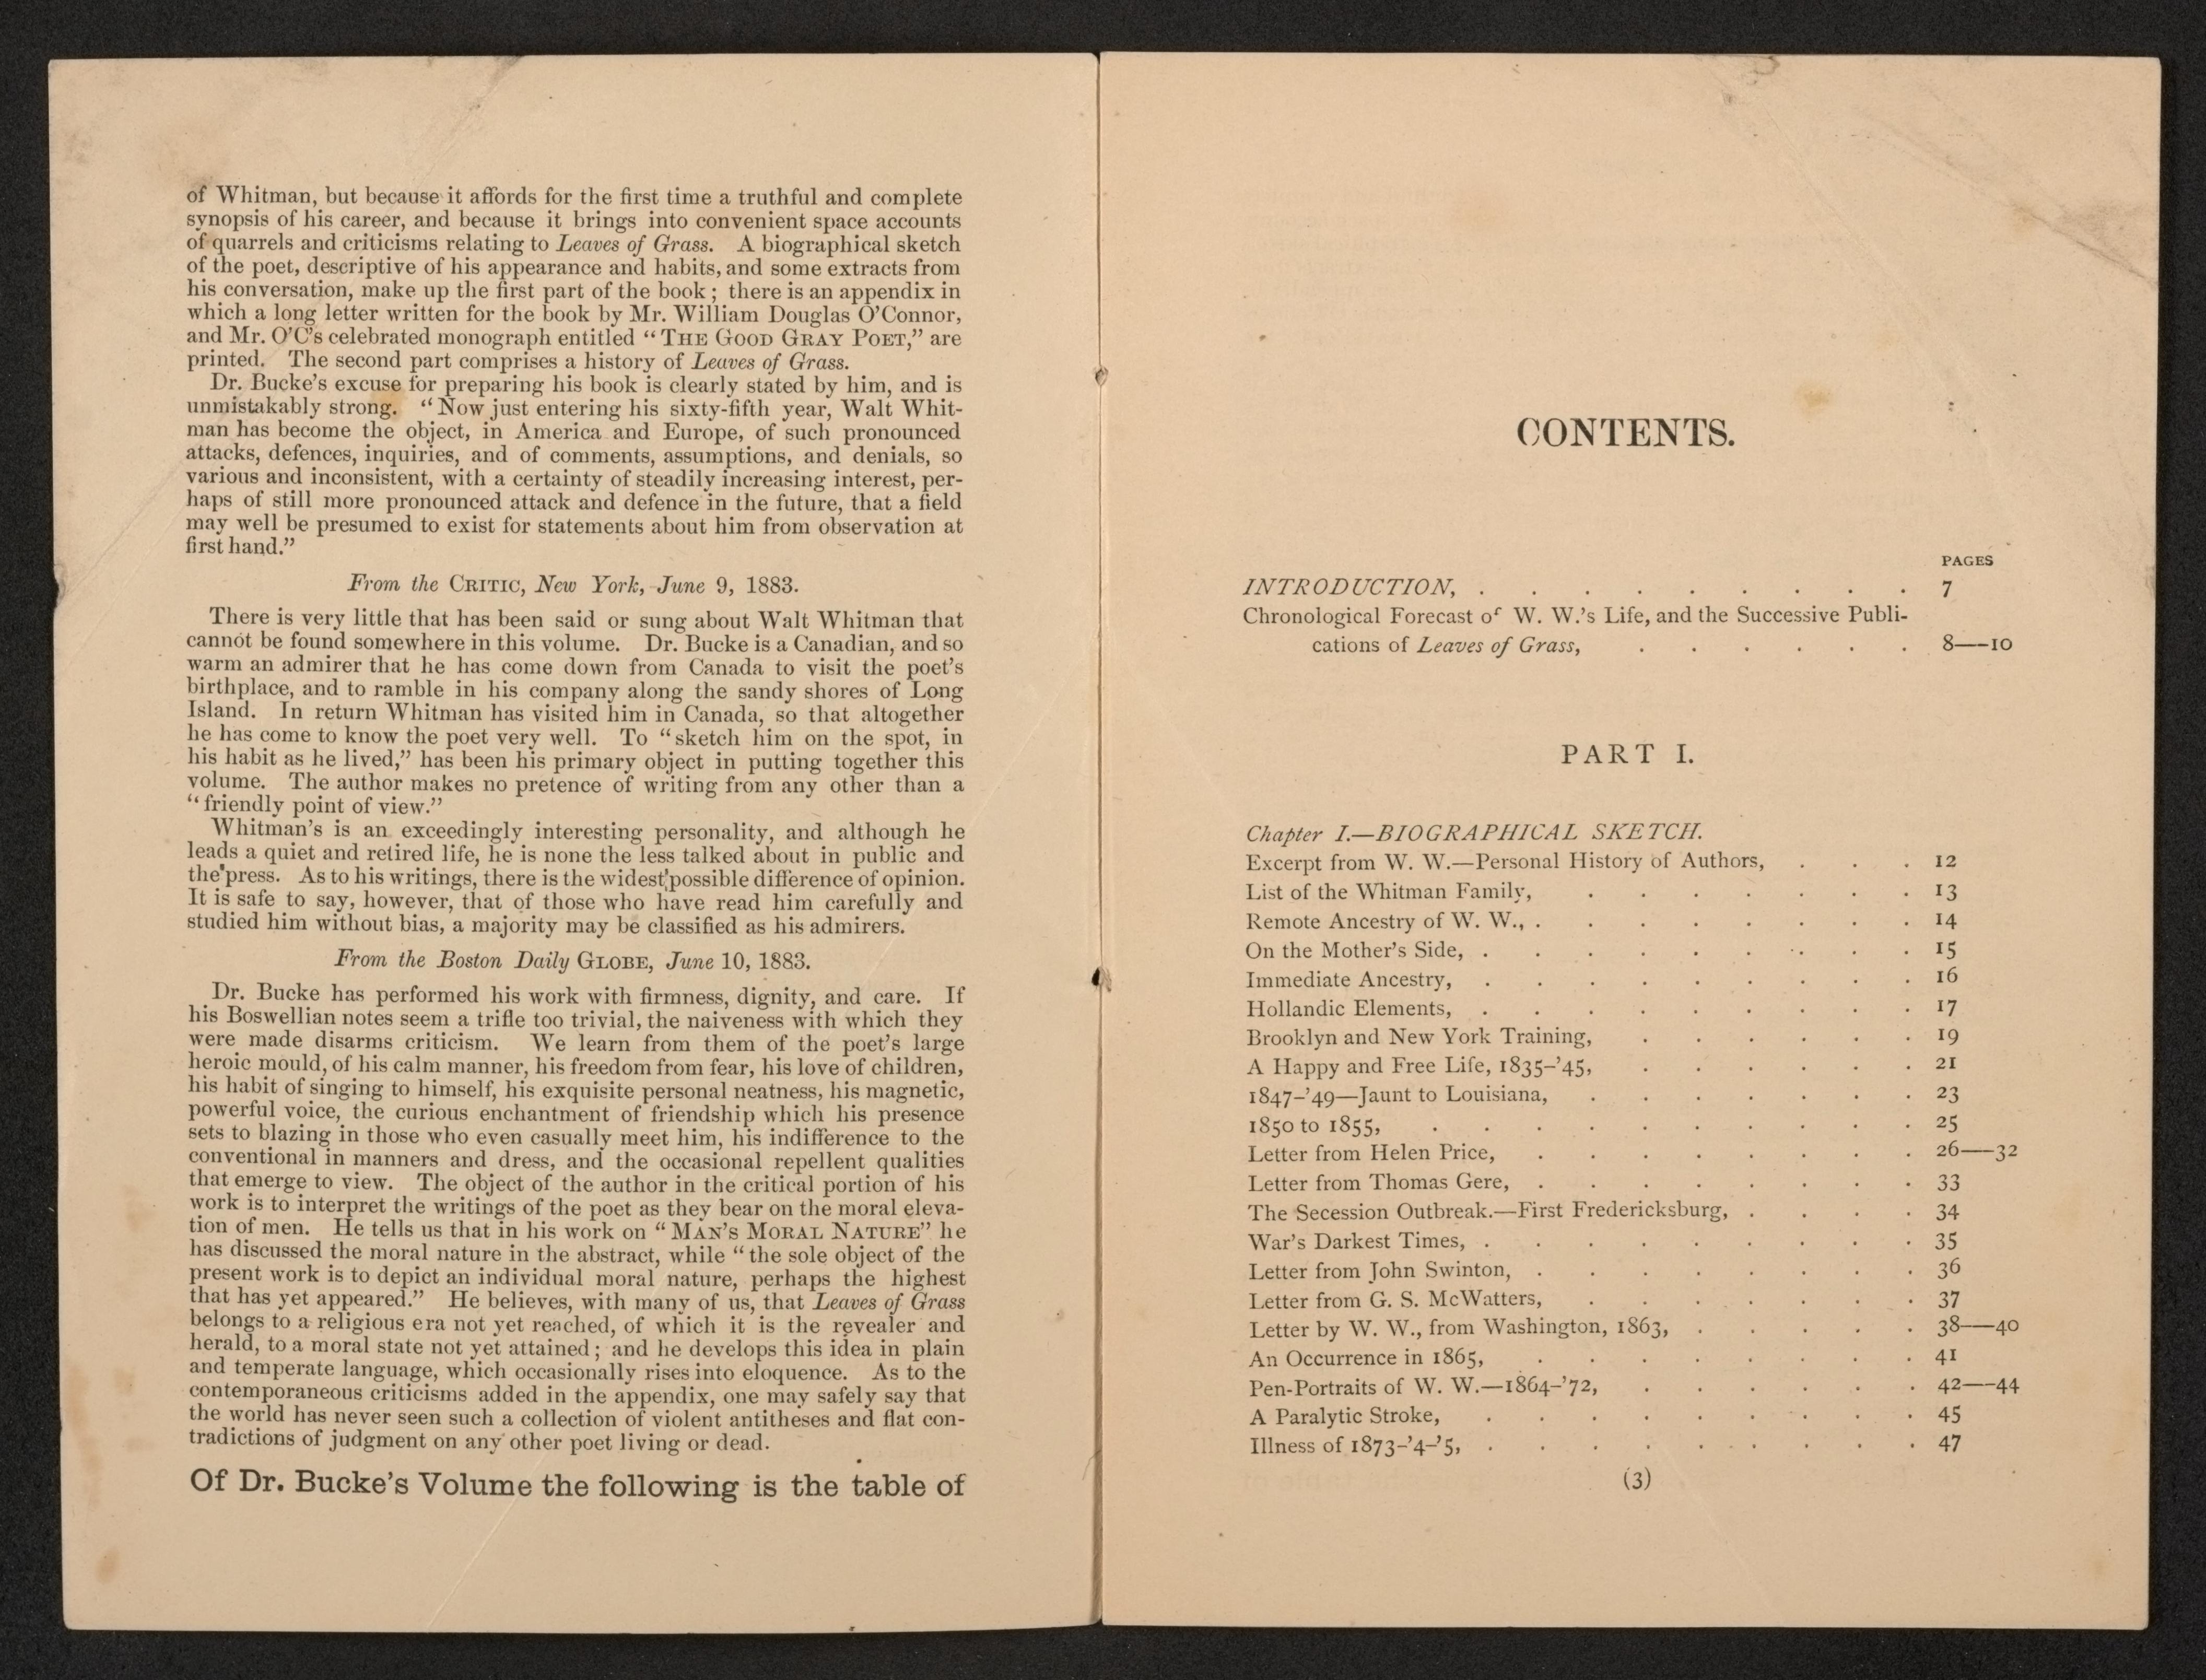 of Whitman, but because it affords for the first time a truthful and complete
synopsis of his career, and because it brings into convenient space accounts
of quarrels and criticisms relating to Leaves of Grass. A biographical sketch
of the poet, descriptive of his appearance and habits, and some extracts from
his conversation, make up the first part of the book; there is an appendix in
which a long letter written for the book by Mr. William Douglas O'Connor,
and Mr. O'C's celebrated monograph entitled “THE GOOD GRAY POET,” are
printed. The second part comprises a history of Leaves of Grass.
Dr. Bucke's excuse for preparing his book is clearly stated by him, and is
unmistakably strong. “Now just entering his sixty-fifth year, Walt Whit-
man has become the object, in America and Europe, of such pronounced
attacks, defences, inquiries, and of comments, assumptions, and denials, so
various and inconsistent, with a certainty of steadily increasing interest, per-
haps of still more pronounced attack and defence in the future, that a field
may well be presumed to exist for statements about him from observation at
first hand.”
From the CRITIC, New York, June 9, 1883.
There is very little that has been said or sung about Walt Whitman that
cannot be found somewhere in this volume. Dr. Bucke is a Canadian, and so
warm an admirer that he has come down from Canada to visit the poet's
birthplace, and to ramble in his company along the sandy shores of Long
Island. In return Whitman has visited him in Canada, so that altogether
he has come to know the poet very well. To “sketch him on the spot, in
his habit as he lived,” has been his primary object in putting together this
volume. The author makes no pretence of writing from any other than a
“friendly point of view.”
Whitman's is an exceedingly interesting personality, and although he
leads a quiet and retired life, he is none the less talked about in public and
the press. As to his writings, there is the widest possible difference of opinion.
It is safe to say, however, that of those who have read him carefully and
studied him without bias, a majority may be classified as his admirers.
From the Boston Daily GLOBE, June 10, 1883.
Dr. Bucke has performed his work with firmness, dignity, and care. If
his Boswellian notes seem a trifle too trivial, the naiveness with which they
were made disarms criticism. We learn from them of the poet's large
heroic mould, of his calm manner, his freedom from fear, his love of children,
his habit of singing to himself, his exquisite personal neatness, his magnetic,
powerful voice, the curious enchantment of friendship which his presence
sets to blazing in those who even casually meet him, his indifference to the
conventional in manners and dress, and the occasional repellent qualities
that emerge to view. The object of the author in the critical portion of his
work is to interpret the writings of the poet as they bear on the moral eleva-
tion of men. He tells us that in his work on “MAN'S MORAL NATURE” he
has discussed the moral nature in the abstract, while “the sole object of the
present work is to depict an individual moral nature, perhaps the highest
that has yet appeared.” He believes, with many of us, that Leaves of Grass
belongs to a religious era not yet reached, of which it is the revealer and
herald, to a moral state not yet attained; and he develops this idea in plain
and temperate language, which occasionally rises into eloquence. As to the
contemporaneous criticisms added in the appendix, one may safely say that
the world has never seen such a collection of violent antitheses and flat con-
tradictions of judgment on any other poet living or dead.
Of Dr. Bucke's Volume the following is the table of
CONTENTS.
PAGES
INTRODUCTION, . . . . . . . . . 7
Chronological Forecast of W. W.'s Life, and the Successive Publi-
cations of Leaves of Grass, . . . . . . 8—10
PART I.
Chapter I.—BIOGRAPHICAL SKETCH.
Excerpt from W. W.—Personal History of Authors, . . . 12
List of the Whitman Family, . . . . . . . 13
Remote Ancestry of W. W., . . . . . . . . 14
On the Mother's Side, . . . . . . . . . 15
Immediate Ancestry, . . . . . . . . . 16
Hollandic Elements, . . . . . . . . . 17
Brooklyn and New York Training, . . . . . . 19
A Happy and Free Life, 1835-'45, . . . . . . 21
1847-'49—Jaunt to Louisiana, . . . . . . . 23
1850 to 1855, . . . . . . . . . . 25
Letter from Helen Price, . . . . . . . . 26—32
Letter from Thomas Gere, . . . . . . . . 33
The Secession Outbreak.—First Fredericksburg, . . . . 34
War's Darkest Times, . . . . . . . . . 35
Letter from John Swinton, . . . . . . . . 36
Letter from G. S. McWatters, . . . . . . . 37
Letter by W. W., from Washington, 1863, . . . . . 38—40
An Occurrence in 1865, . . . . . . . . 41
Pen-Portraits of W. W.—1864-'72, . . . . . . 42—44
A Paralytic Stroke, . . . . . . . . . 45
Illness of 1873-'4-'5, . . . . . . . . . 47
(3)